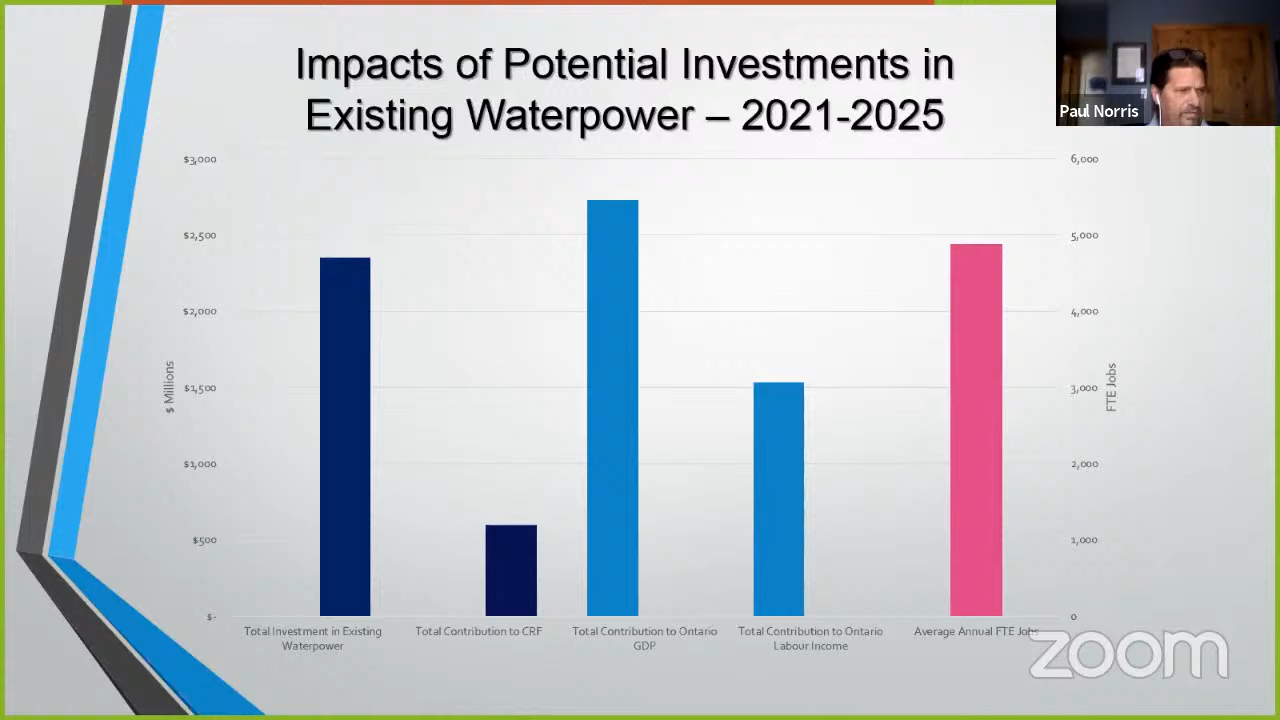 Impacts of Potential Investments in
Existing Waterpower – 2021-2025
Paul Norris
$3,000
$2,500
$2,000
$1,500
$1,000
$500
$-
$ Millions
6,000
5,000
4,000
3,000
2,000
1,000
0
FTE Jobs
Total Investment in Existing
Waterpower
Total Contribution to CRF
Total Contribution to Ontario
GDP
Total Contribution to Ontario
Labour Income
Average Annual FTE Jobs
zoom